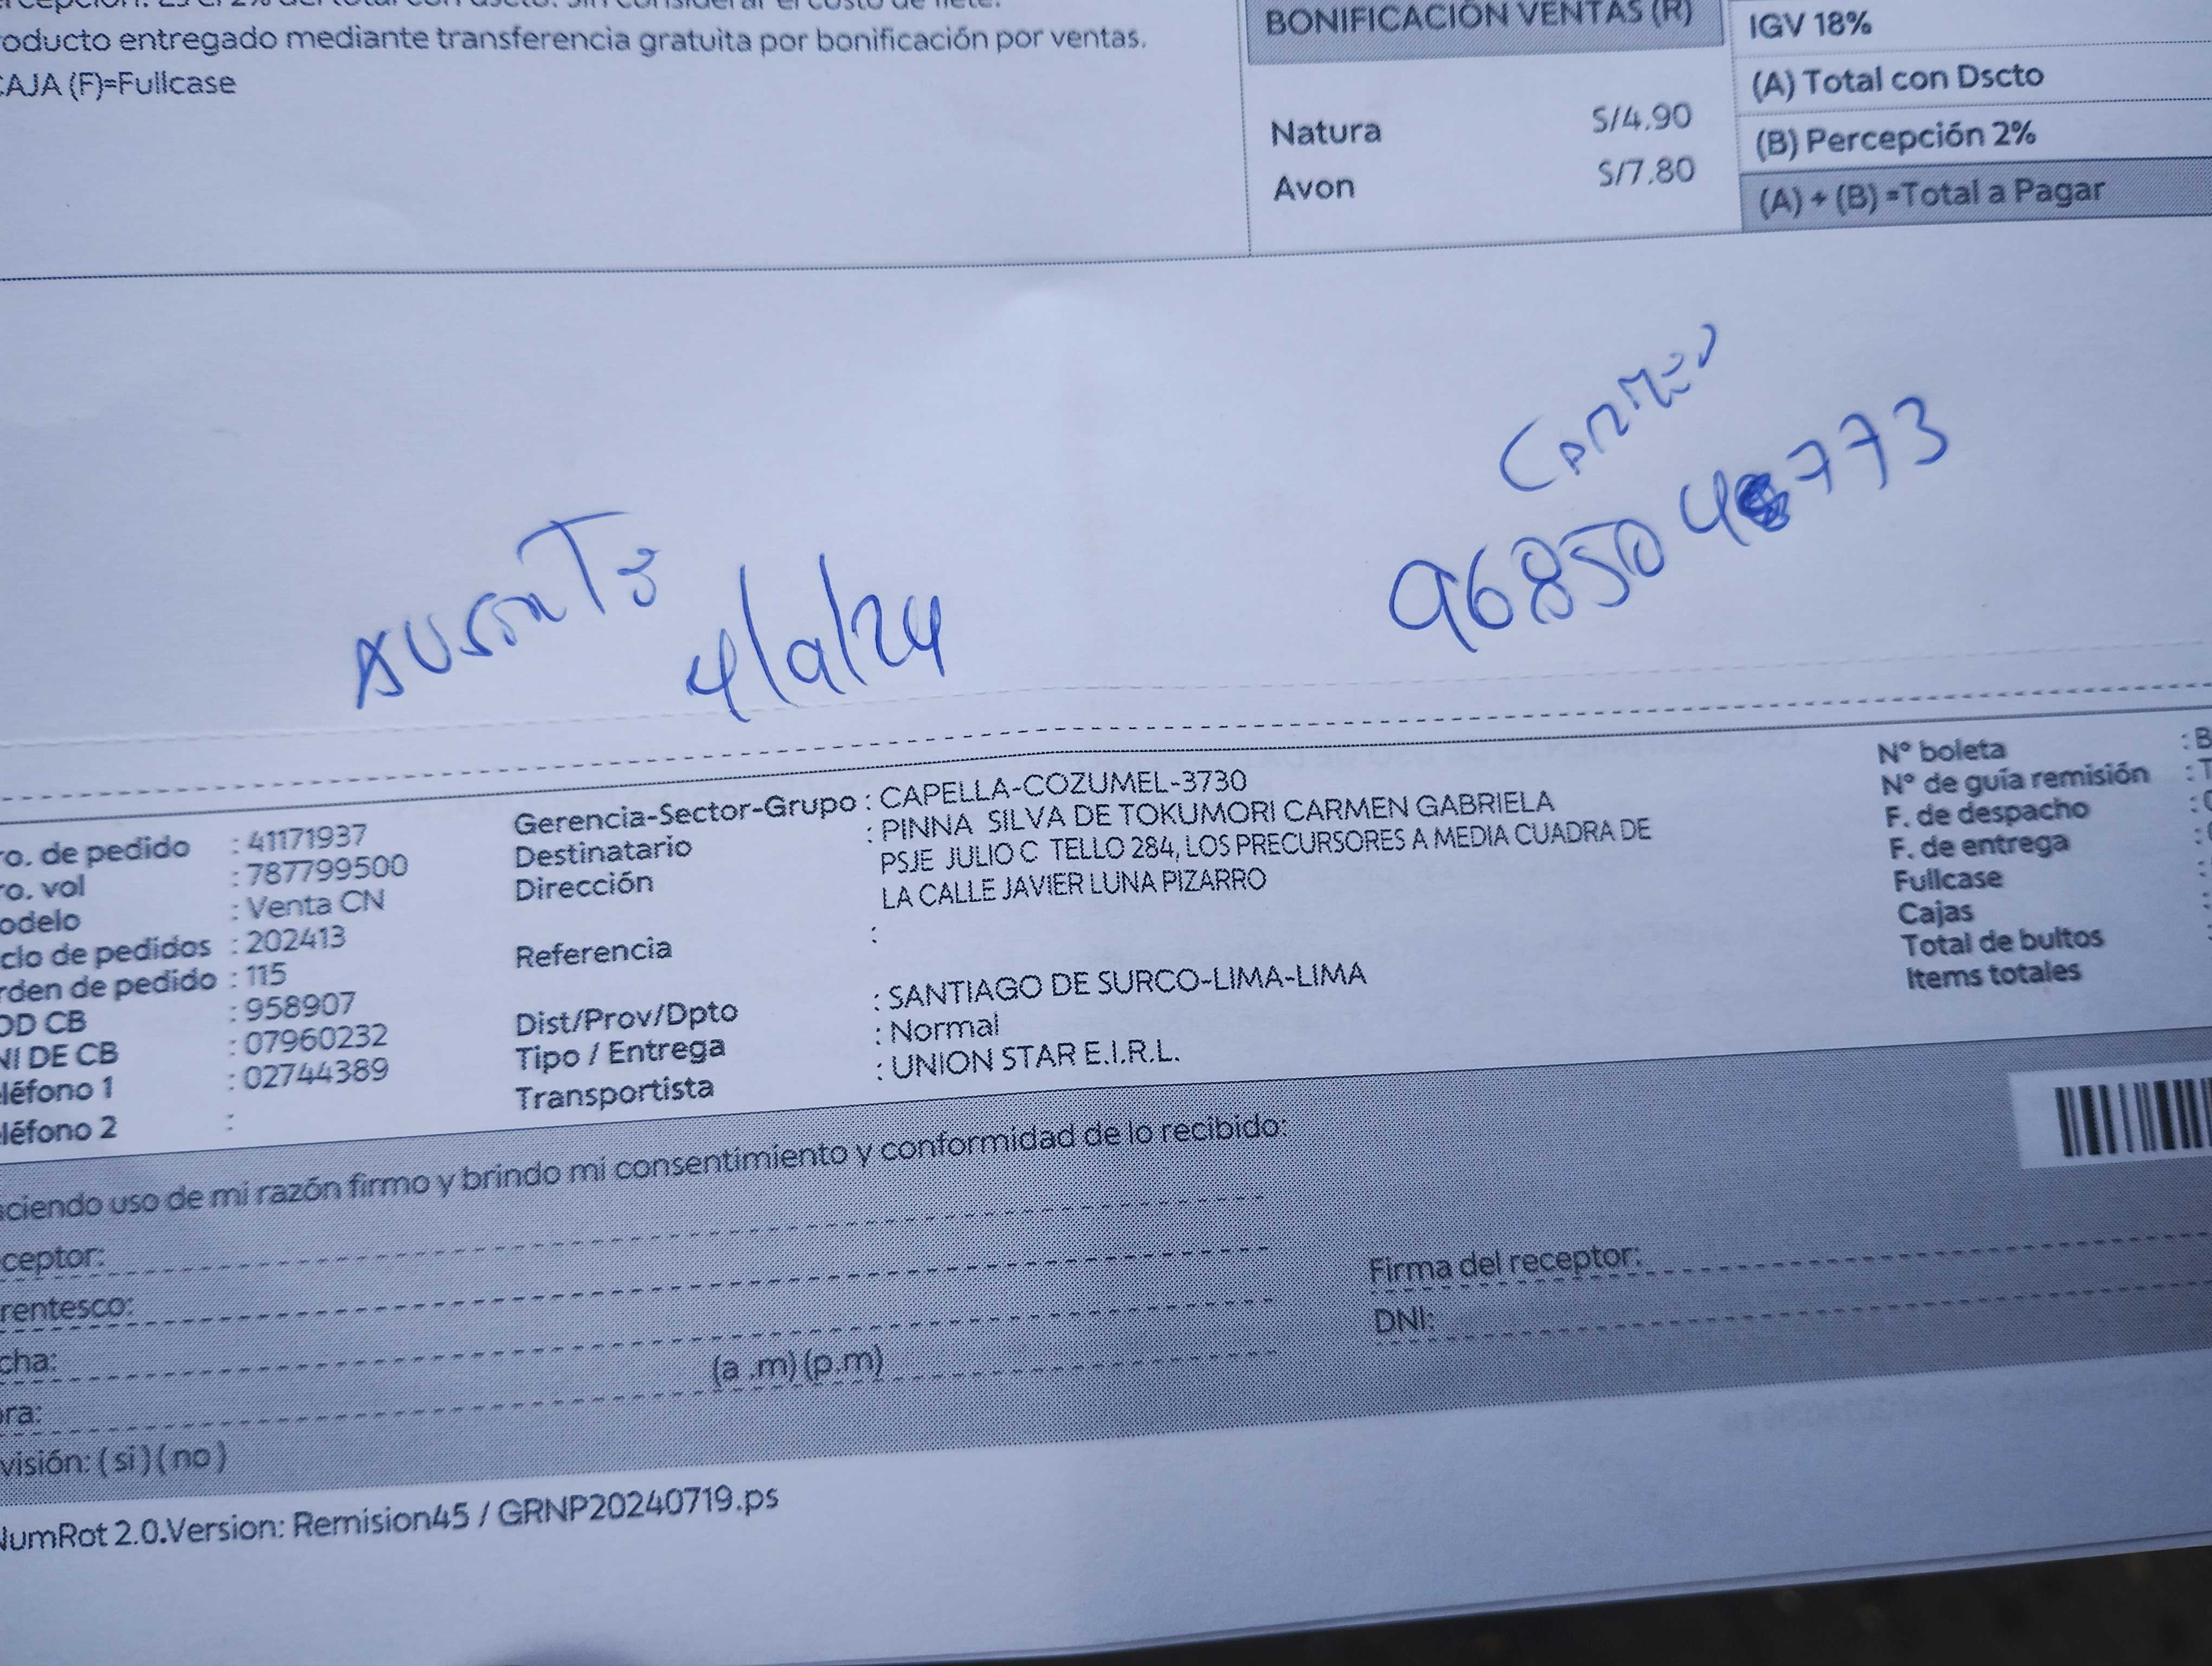 oducto entregado mediante transferencia gratuita por bonificación por ventas.
CAJA (F)=Fullcase
BONIFICACIÓN VENTAS (R)
Natura S/4.90
Avon S/7.80
IGV 18%
(A) Total con Dscto
(B) Percepción 2%
(A) + (B) =Total a Pagar
AUSENTE
4/9/24
CARMEN
ro. de pedido : 41171937
ro. vol : 787799500
odelo : Venta CN
clo de pedidos : 202413
rden de pedido : 115
OD CB : 958907
NI DE CB : 07960232
eléfono 1 : 02744389
eléfono 2 :
Gerencia-Sector-Grupo : CAPELLA-COZUMEL-3730
Destinatario : PINNA SILVA DE TOKUMORI CARMEN GABRIELA
Dirección : PSJE JULIO C TELLO 284, LOS PRECURSORES A MEDIA CUADRA DE
LA CALLE JAVIER LUNA PIZARRO
Referencia :
Dist/Prov/Dpto : SANTIAGO DE SURCO-LIMA-LIMA
Tipo / Entrega : Normal
Transportista : UNION STAR E.I.R.L.
N° boleta : B
N° de guía remisión : T
F. de despacho :
F. de entrega :
Fullcase :
Cajas :
Total de bultos :
Items totales
aciendo uso de mi razón firmo y brindo mi consentimiento y conformidad de lo recibido:
ceptor:
rentesco:
cha:
ora: (a .m) (p.m)
visión: ( si ) ( no )
Firma del receptor:
DNI:
NumRot 2.0.Version: Remision45 / GRNP20240719.ps